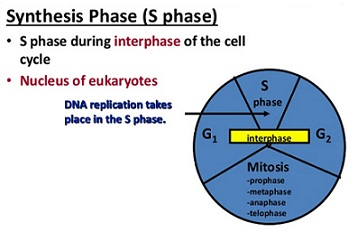 Synthesis Phase (S phase)
• S phase during interphase of the cell
cycle
• Nucleus of eukaryotes
DNA replication takes
place in the S phase.
S
phase
G1
interphase
G2
Mitosis
-prophase
-metaphase
-anaphase
-telophase